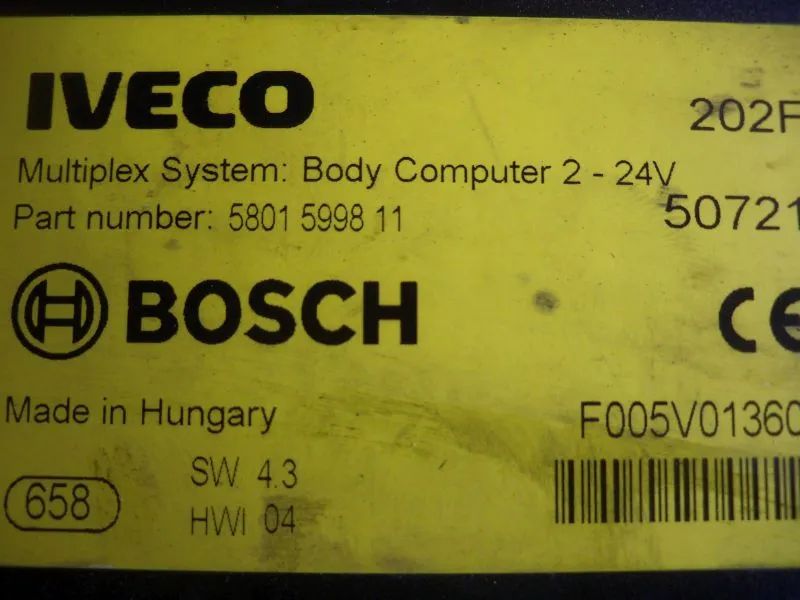 IVECO
202F
Multiplex System: Body Computer 2 - 24V
Part number: 5801 5998 11
50721
BOSCH
CE
Made in Hungary
F005V01360
658
SW 4.3
HWI 04